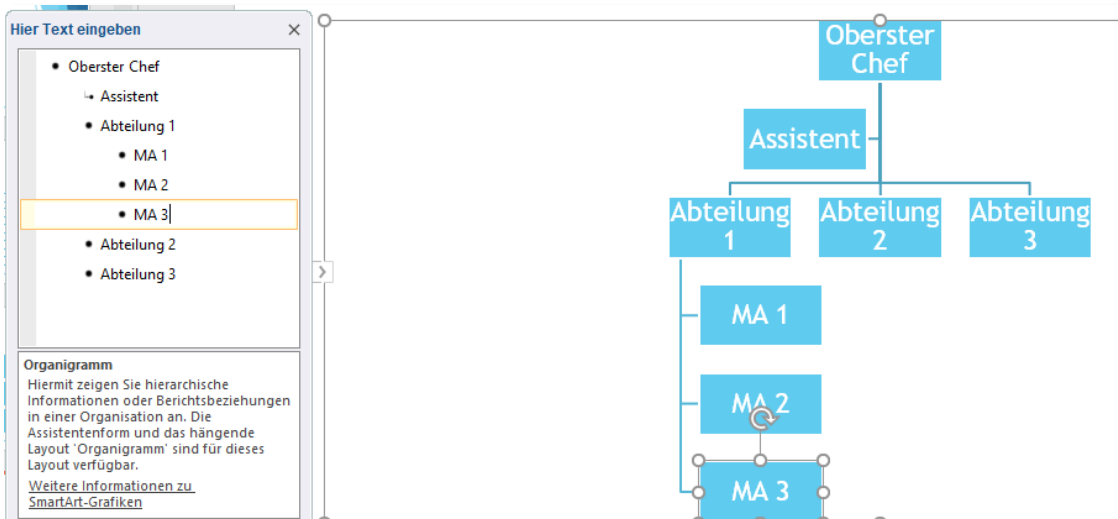 Hier Text eingeben
Oberster Chef
Assistent
Abteilung 1
MA 1
MA 2
MA 3
Abteilung 2
Abteilung 3
Organigramm
Hiermit zeigen Sie hierarchische
Informationen oder Berichtsbeziehungen
in einer Organisation an. Die
Assistentenform und das hängende
Layout 'Organigramm' sind für dieses
Layout verfügbar.
Weitere Informationen zu
SmartArt-Grafiken
Oberster
Chef
Assistent
Abteilung
1
Abteilung
2
Abteilung
3
MA 1
MA 2
MA 3